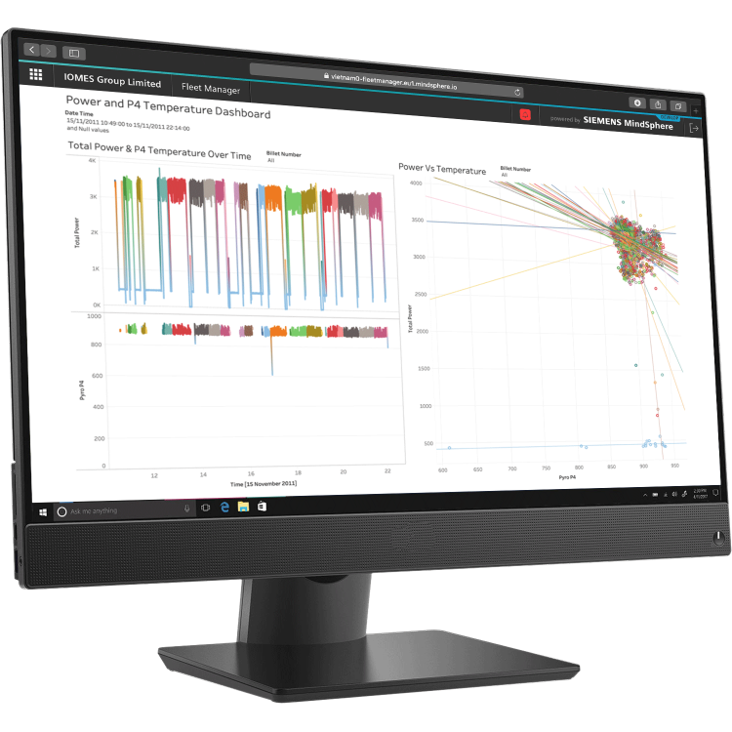 vietnam0-fleetmanager.eu1.mindsphere.io
IOMES Group Limited
Fleet Manager
powered by SIEMENS MindSphere
Power and P4 Temperature Dashboard
Date Time
15/11/2011 10:49:00 to 15/11/2011 22:14:00
and Null values
Total Power & P4 Temperature Over Time
Billet Number
All
4K
3K
2K
1K
0K
Total Power
1000
800
600
400
200
0
Pyro P4
12
14
16
18
20
22
Time [15 November 2011]
Power Vs Temperature
Billet Number
All
4000
3500
3000
2500
2000
1500
1000
500
Total Power
600
650
700
750
800
850
900
950
Pyro P4
Ask me anything